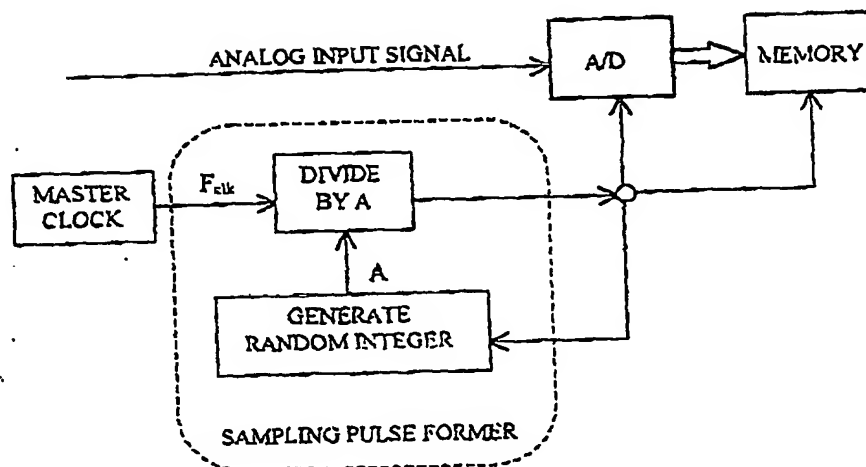 ANALOG INPUT SIGNAL
A/D
MEMORY
MASTER
CLOCK
Fclk
DIVIDE
BY A
A
GENERATE
RANDOM INTEGER
SAMPLING PULSE FORMER